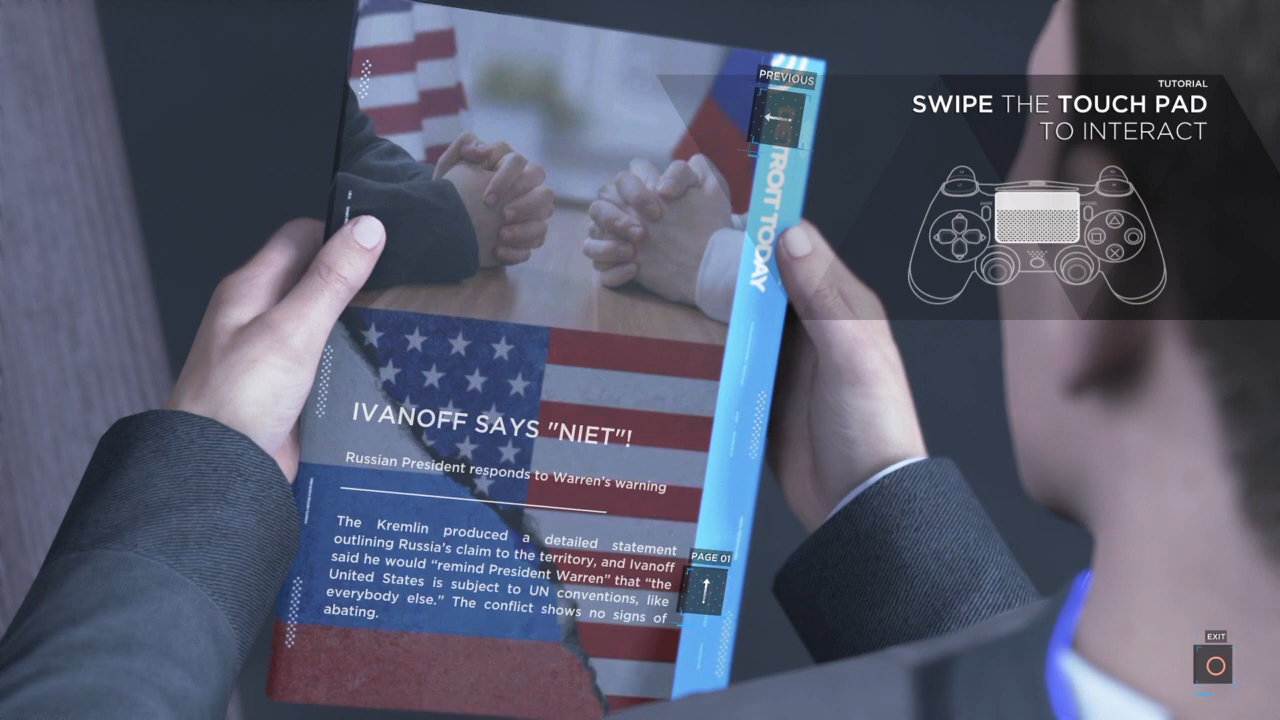 PREVIOUS
TUTORIAL
SWIPE THE TOUCH PAD
TO INTERACT
TROIT TODAY
IVANOFF SAYS "NIET"!
Russian President responds to Warren's warning
The Kremlin produced a detailed statement
outlining Russia's claim to the territory, and Ivanoff
said he would “remind President Warren” that “the
United States is subject to UN conventions, like
everybody else.” The conflict shows no signs of
abating.
PAGE 01
EXIT